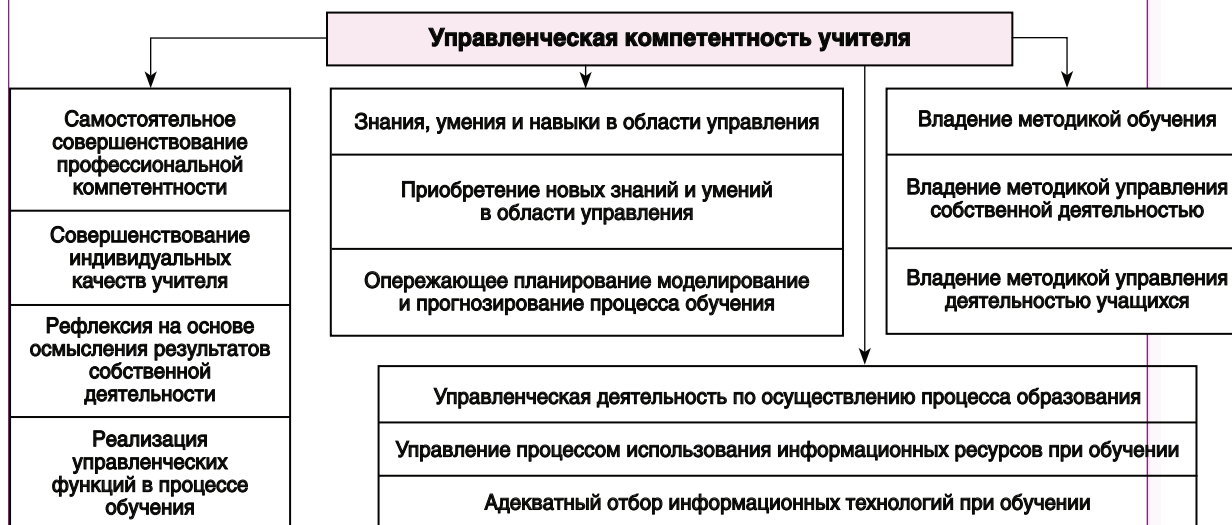 Управленческая компетентность учителя
Самостоятельное
совершенствование
профессиональной
компетентности
Совершенствование
индивидуальных
качеств учителя
Рефлексия на основе
осмысления результатов
собственной
деятельности
Реализация
управленческих
функций в процессе
обучения
Знания, умения и навыки в области управления
Приобретение новых знаний и умений
в области управления
Опережающее планирование моделирование
и прогнозирование процесса обучения
Владение методикой обучения
Владение методикой управления
собственной деятельностью
Владение методикой управления
деятельностью учащихся
Управленческая деятельность по осуществлению процесса образования
Управление процессом использования информационных ресурсов при обучении
Адекватный отбор информационных технологий при обучении